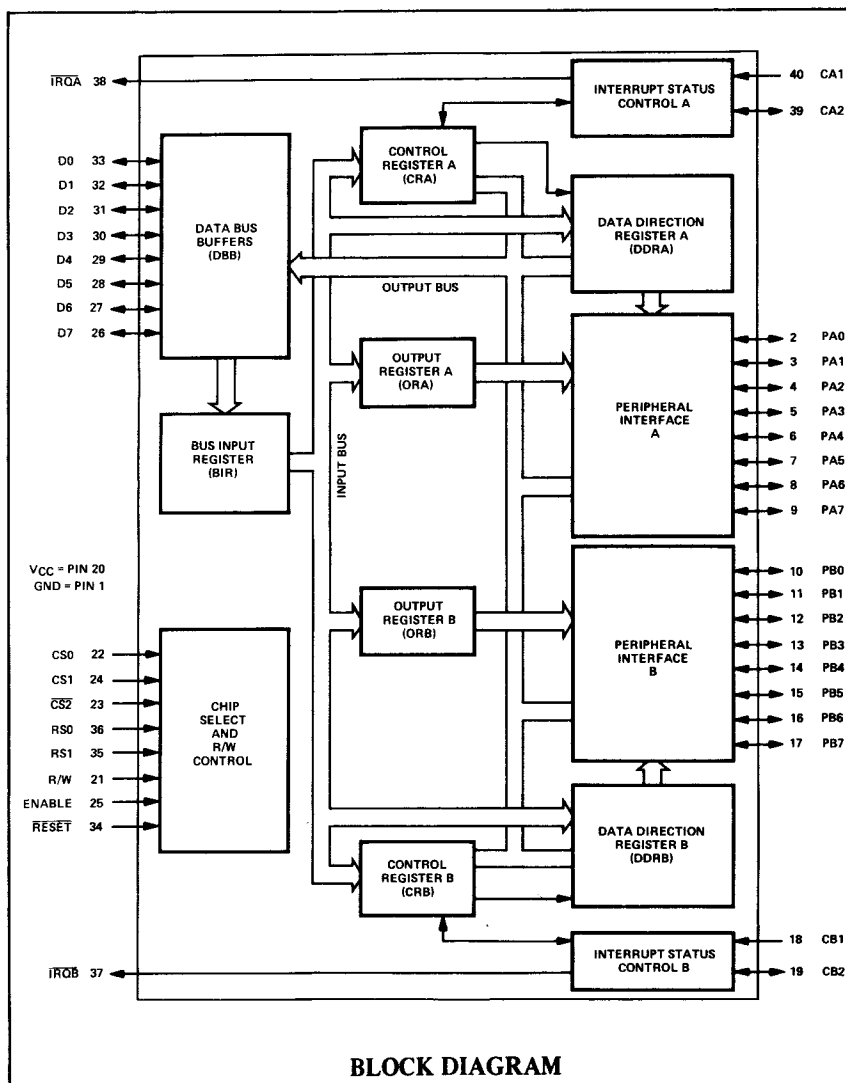 IRQA 38
D0 33
D1 32
D2 31
D3 30
D4 29
D5 28
D6 27
D7 26
DATA BUS
BUFFERS
(DBB)
BUS INPUT
REGISTER
(BIR)
VCC = PIN 20
GND = PIN 1
CS0 22
CS1 24
CS2 23
RS0 36
RS1 35
R/W 21
ENABLE 25
RESET 34
CHIP
SELECT
AND
R/W
CONTROL
IRQB 37
CONTROL
REGISTER A
(CRA)
OUTPUT BUS
OUTPUT
REGISTER A
(ORA)
INPUT BUS
OUTPUT
REGISTER B
(ORB)
CONTROL
REGISTER B
(CRB)
INTERRUPT STATUS
CONTROL A
DATA DIRECTION
REGISTER A
(DDRA)
PERIPHERAL
INTERFACE
A
PERIPHERAL
INTERFACE
B
DATA DIRECTION
REGISTER B
(DDRB)
INTERRUPT STATUS
CONTROL B
40 CA1
39 CA2
2 PA0
3 PA1
4 PA2
5 PA3
6 PA4
7 PA5
8 PA6
9 PA7
10 PB0
11 PB1
12 PB2
13 PB3
14 PB4
15 PB5
16 PB6
17 PB7
18 CB1
19 CB2
BLOCK DIAGRAM